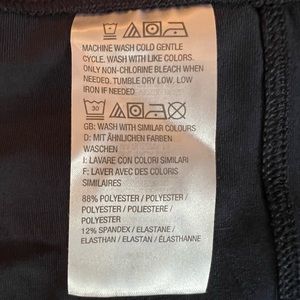 MACHINE WASH COLD GENTLE
CYCLE. WASH WITH LIKE COLORS.
ONLY NON-CHLORINE BLEACH WHEN
NEEDED. TUMBLE DRY LOW, LOW
IRON IF NEEDED
30
GB: WASH WITH SIMILAR COLOURS
D: MIT ÄHNLICHEN FARBEN
WASCHEN
I: LAVARE CON COLORI SIMILARI
F: LAVER AVEC DES COLORIS
SIMILAIRES
88% POLYESTER / POLYESTER /
POLYESTER / POLIESTERE /
POLYESTER
12% SPANDEX / ELASTANE /
ELASTHAN / ELASTAN / ÉLASTHANNE